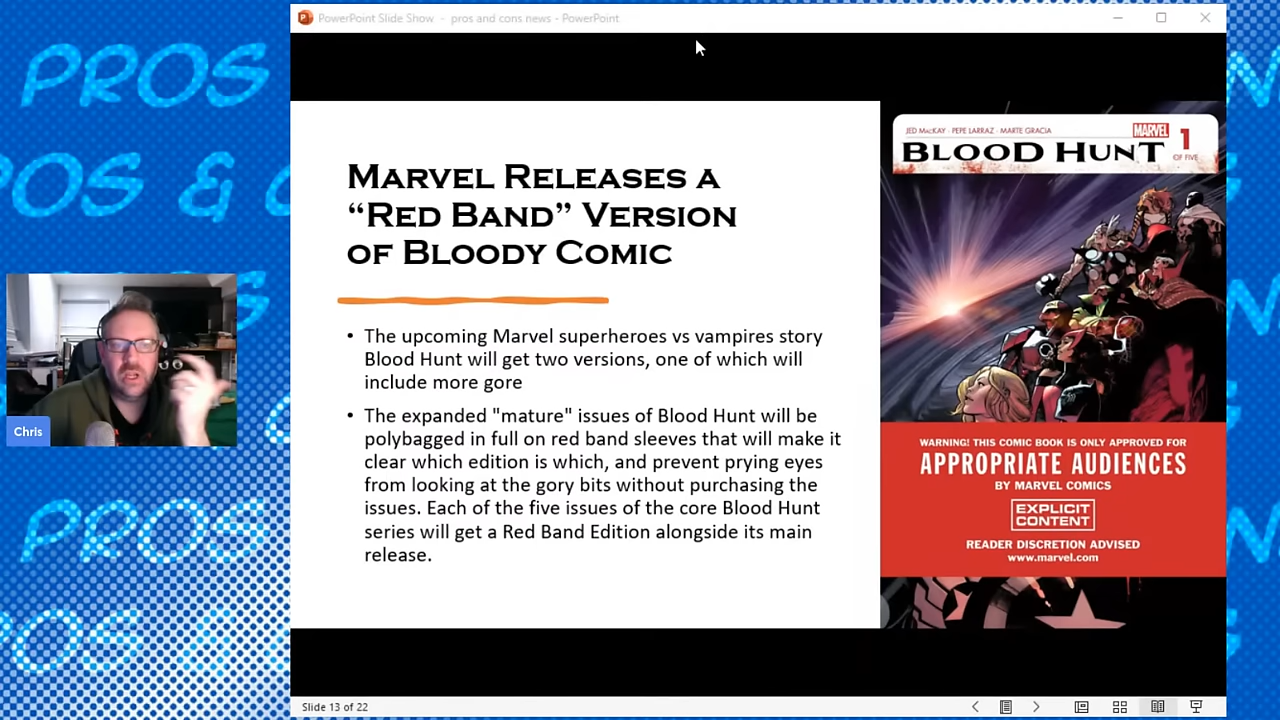 PowerPoint Slide Show - pros and cons news - PowerPoint
PROS
PROS &
PROS
MARVEL RELEASES A
“RED BAND” VERSION
OF BLOODY COMIC
• The upcoming Marvel superheroes vs vampires story
Blood Hunt will get two versions, one of which will
include more gore
• The expanded "mature" issues of Blood Hunt will be
polybagged in full on red band sleeves that will make it
clear which edition is which, and prevent prying eyes
from looking at the gory bits without purchasing the
issues. Each of the five issues of the core Blood Hunt
series will get a Red Band Edition alongside its main
release.
JED MACKAY · PEPE LARRAZ · MARTE GRACIA
MARVEL
1
OF FIVE
BLOOD HUNT
WARNING! THIS COMIC BOOK IS ONLY APPROVED FOR
APPROPRIATE AUDIENCES
BY MARVEL COMICS
EXPLICIT
CONTENT
READER DISCRETION ADVISED
www.marvel.com
Chris
PROS
PROS
Slide 13 of 22